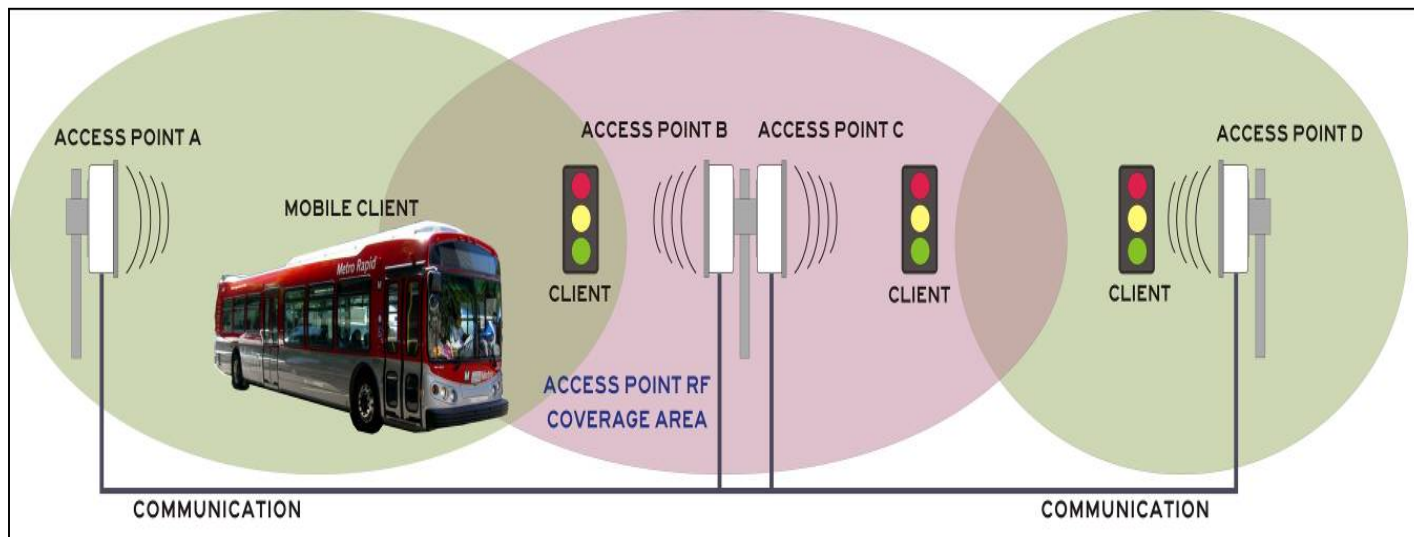 ACCESS POINT A
MOBILE CLIENT
Metro Rapid
CLIENT
ACCESS POINT B
ACCESS POINT C
ACCESS POINT RF
COVERAGE AREA
CLIENT
CLIENT
ACCESS POINT D
COMMUNICATION
COMMUNICATION